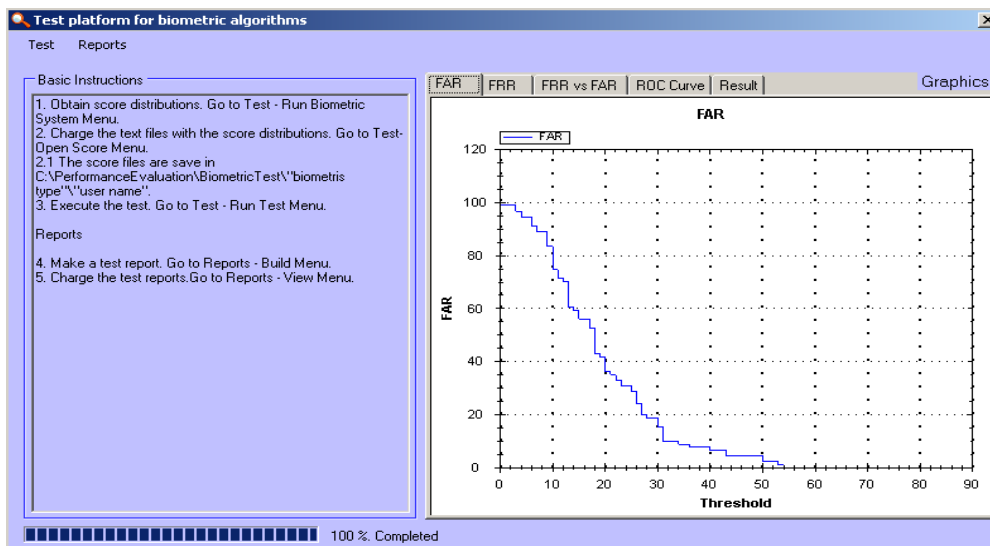 Test platform for biometric algorithms
Test Reports
Basic Instructions
1. Obtain score distributions. Go to Test - Run Biometric
System Menu.
2. Charge the text files with the score distributions. Go to Test-
Open Score Menu.
2.1 The score files are save in
C:\PerformanceEvaluation\BiometricTest\"biometris
type"\"user name".
3. Execute the test. Go to Test - Run Test Menu.
Reports
4. Make a test report. Go to Reports - Build Menu.
5. Charge the test reports.Go to Reports - View Menu.
FAR FRR FRR vs FAR ROC Curve Result Graphics
FAR
FAR
120
100
80
60
40
20
0
FAR
0 10 20 30 40 50 60 70 80 90
Threshold
100 %. Completed